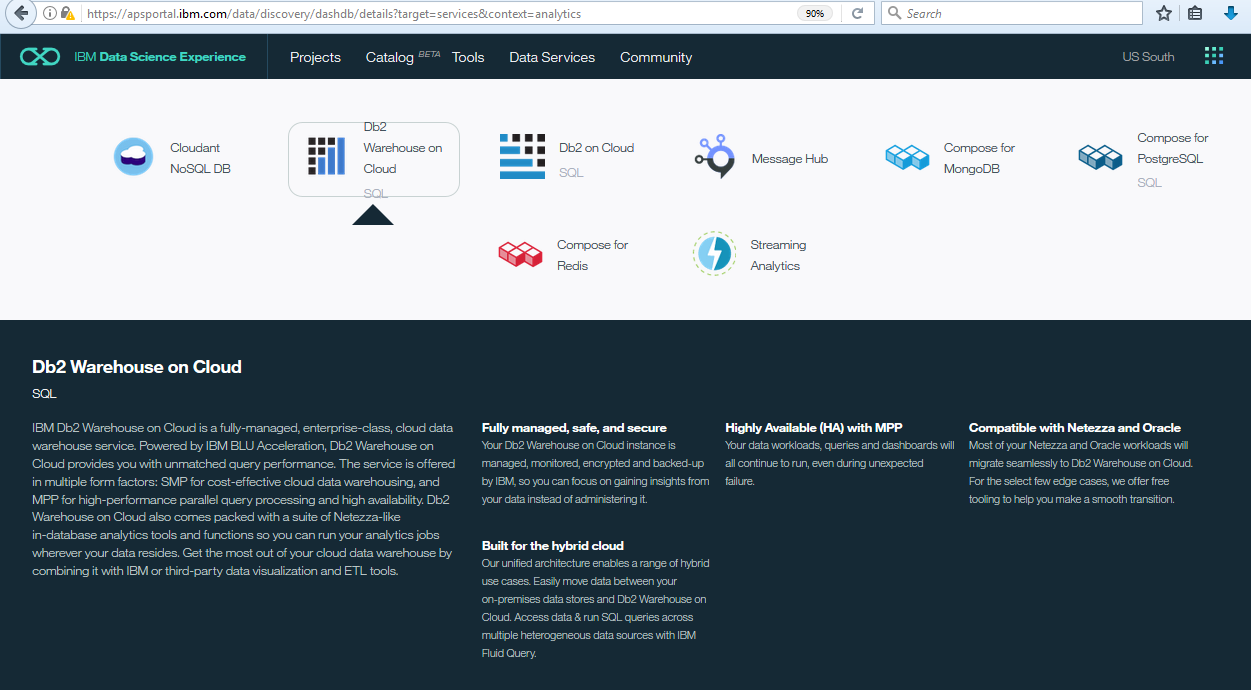 https://apsportal.ibm.com/data/discovery/dashdb/details?target=services&context=analytics
90%
Search
IBM Data Science Experience
Projects
Catalog BETA
Tools
Data Services
Community
US South
Cloudant
NoSQL DB
Db2
Warehouse on
Cloud
SQL
Db2 on Cloud
SQL
Message Hub
Compose for
MongoDB
Compose for
PostgreSQL
SQL
Compose for
Redis
Streaming
Analytics
Db2 Warehouse on Cloud
SQL
IBM Db2 Warehouse on Cloud is a fully-managed, enterprise-class, cloud data
warehouse service. Powered by IBM BLU Acceleration, Db2 Warehouse on
Cloud provides you with unmatched query performance. The service is offered
in multiple form factors: SMP for cost-effective cloud data warehousing, and
MPP for high-performance parallel query processing and high availability. Db2
Warehouse on Cloud also comes packed with a suite of Netezza-like
in-database analytics tools and functions so you can run your analytics jobs
wherever your data resides. Get the most out of your cloud data warehouse by
combining it with IBM or third-party data visualization and ETL tools.
Fully managed, safe, and secure
Your Db2 Warehouse on Cloud instance is
managed, monitored, encrypted and backed-up
by IBM, so you can focus on gaining insights from
your data instead of administering it.
Highly Available (HA) with MPP
Your data workloads, queries and dashboards will
all continue to run, even during unexpected
failure.
Compatible with Netezza and Oracle
Most of your Netezza and Oracle workloads will
migrate seamlessly to Db2 Warehouse on Cloud.
For the select few edge cases, we offer free
tooling to help you make a smooth transition.
Built for the hybrid cloud
Our unified architecture enables a range of hybrid
use cases. Easily move data between your
on-premises data stores and Db2 Warehouse on
Cloud. Access data & run SQL queries across
multiple heterogeneous data sources with IBM
Fluid Query.